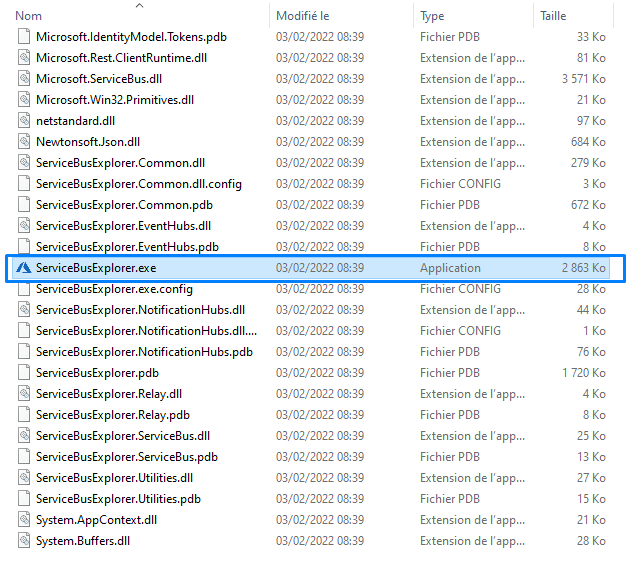 Nom Modifié le Type Taille
Microsoft.IdentityModel.Tokens.pdb 03/02/2022 08:39 Fichier PDB 33 Ko
Microsoft.Rest.ClientRuntime.dll 03/02/2022 08:39 Extension de l'app... 81 Ko
Microsoft.ServiceBus.dll 03/02/2022 08:39 Extension de l'app... 3 571 Ko
Microsoft.Win32.Primitives.dll 03/02/2022 08:39 Extension de l'app... 21 Ko
netstandard.dll 03/02/2022 08:39 Extension de l'app... 97 Ko
Newtonsoft.Json.dll 03/02/2022 08:39 Extension de l'app... 684 Ko
ServiceBusExplorer.Common.dll 03/02/2022 08:39 Extension de l'app... 279 Ko
ServiceBusExplorer.Common.dll.config 03/02/2022 08:39 Fichier CONFIG 3 Ko
ServiceBusExplorer.Common.pdb 03/02/2022 08:39 Fichier PDB 672 Ko
ServiceBusExplorer.EventHubs.dll 03/02/2022 08:39 Extension de l'app... 4 Ko
ServiceBusExplorer.EventHubs.pdb 03/02/2022 08:39 Fichier PDB 8 Ko
ServiceBusExplorer.exe 03/02/2022 08:39 Application 2 863 Ko
ServiceBusExplorer.exe.config 03/02/2022 08:39 Fichier CONFIG 28 Ko
ServiceBusExplorer.NotificationHubs.dll 03/02/2022 08:39 Extension de l'app... 44 Ko
ServiceBusExplorer.NotificationHubs.dll.... 03/02/2022 08:39 Fichier CONFIG 1 Ko
ServiceBusExplorer.NotificationHubs.pdb 03/02/2022 08:39 Fichier PDB 76 Ko
ServiceBusExplorer.pdb 03/02/2022 08:39 Fichier PDB 1 720 Ko
ServiceBusExplorer.Relay.dll 03/02/2022 08:39 Extension de l'app... 4 Ko
ServiceBusExplorer.Relay.pdb 03/02/2022 08:39 Fichier PDB 8 Ko
ServiceBusExplorer.ServiceBus.dll 03/02/2022 08:39 Extension de l'app... 25 Ko
ServiceBusExplorer.ServiceBus.pdb 03/02/2022 08:39 Fichier PDB 13 Ko
ServiceBusExplorer.Utilities.dll 03/02/2022 08:39 Extension de l'app... 27 Ko
ServiceBusExplorer.Utilities.pdb 03/02/2022 08:39 Fichier PDB 15 Ko
System.AppContext.dll 03/02/2022 08:39 Extension de l'app... 21 Ko
System.Buffers.dll 03/02/2022 08:39 Extension de l'app... 28 Ko